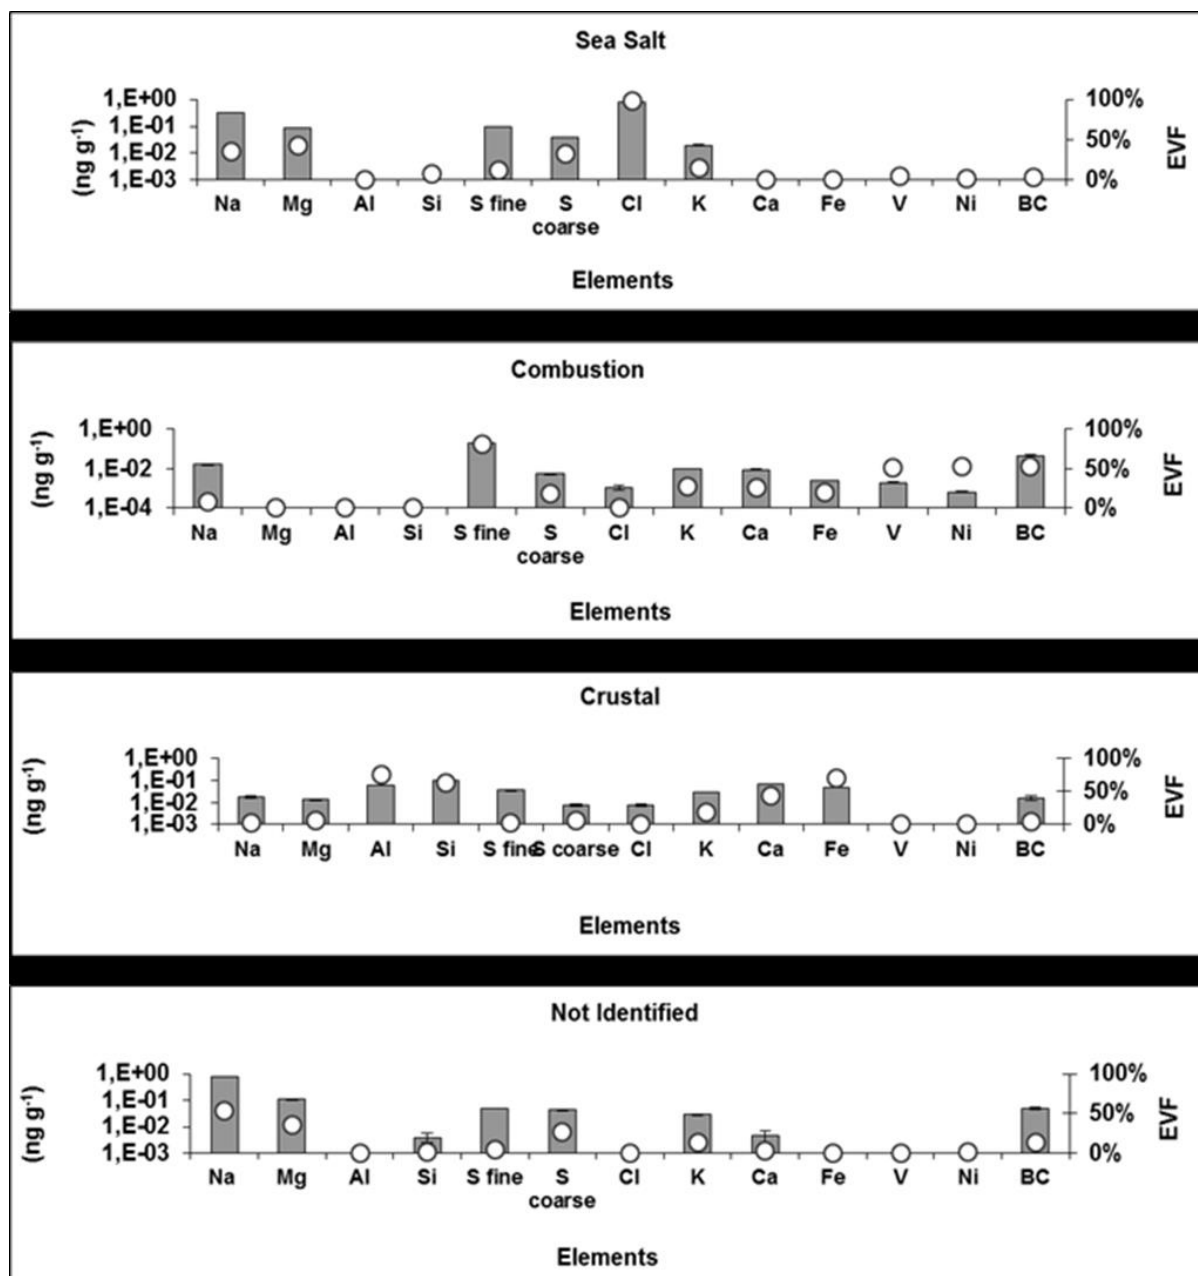 Sea Salt
1,E+00
1,E-01
1,E-02
1,E-03
(ng g-1)
100%
50%
0%
EVF
Na Mg Al Si S fine S coarse Cl K Ca Fe V Ni BC
Elements
Combustion
1,E+00
1,E-02
1,E-04
(ng g-1)
100%
50%
0%
EVF
Na Mg Al Si S fine S coarse Cl K Ca Fe V Ni BC
Elements
Crustal
1,E+00
1,E-01
1,E-02
1,E-03
(ng g-1)
100%
50%
0%
EVF
Na Mg Al Si S fine S coarse Cl K Ca Fe V Ni BC
Elements
Not Identified
1,E+00
1,E-01
1,E-02
1,E-03
(ng g-1)
100%
50%
0%
EVF
Na Mg Al Si S fine S coarse Cl K Ca Fe V Ni BC
Elements